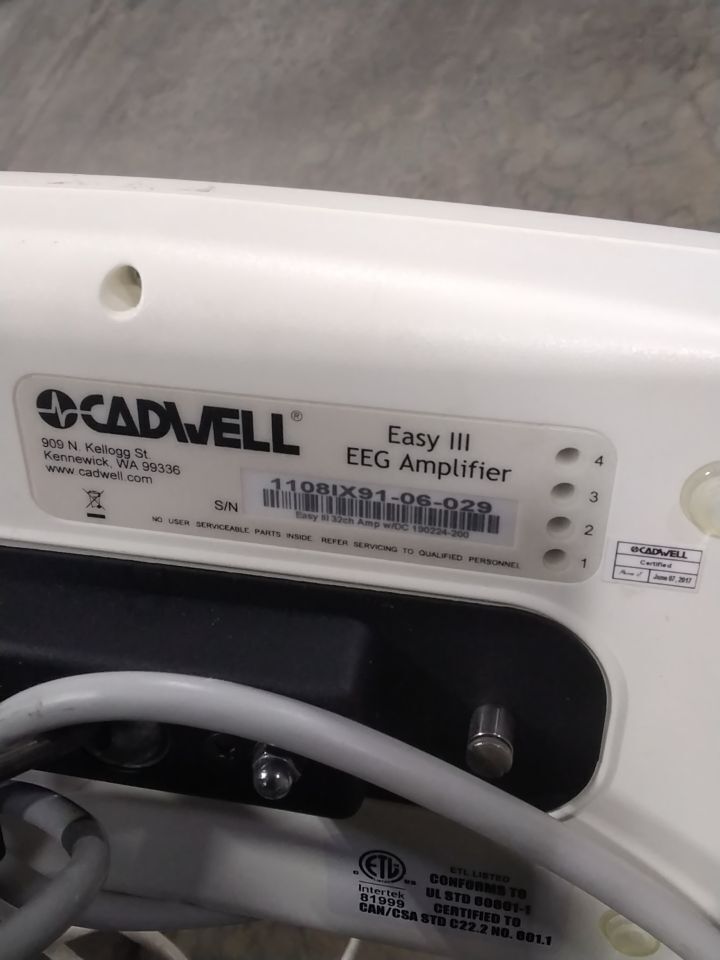 CADWELL®
909 N. Kellogg St.
Kennewick, WA 99336
www.cadwell.com
Easy III
EEG Amplifier
S/N
1108IX91-06-029
Easy III 32ch Amp w/DC 190224-200
NO USER SERVICEABLE PARTS INSIDE. REFER SERVICING TO QUALIFIED PERSONNEL
4
3
2
1
CADWELL
Certified
June 07, 2017
ETL
C US
Intertek
81999
ETL LISTED
CONFORMS TO
UL STD 60601-1
CERTIFIED TO
CAN/CSA STD C22.2 NO. 601.1